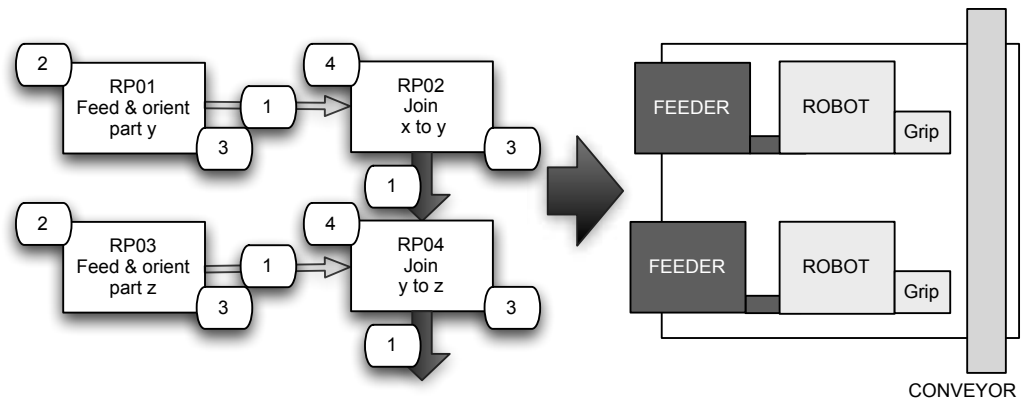 2
RP01
Feed & orient
part y
3
1
4
RP02
Join
x to y
3
1
2
RP03
Feed & orient
part z
3
1
4
RP04
Join
y to z
3
1
FEEDER
ROBOT
Grip
FEEDER
ROBOT
Grip
CONVEYOR